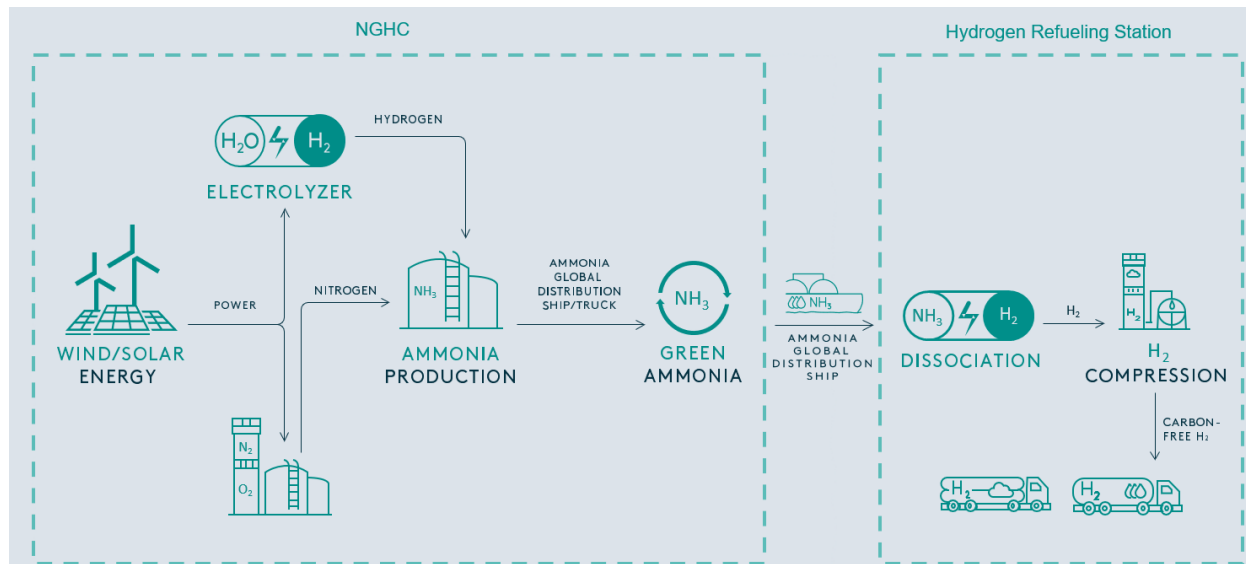 NGHC
Hydrogen Refueling Station
H₂O
H₂
HYDROGEN
ELECTROLYZER
POWER
WIND/SOLAR
ENERGY
NITROGEN
N₂
O₂
NH₃
AMMONIA
PRODUCTION
AMMONIA
GLOBAL
DISTRIBUTION
SHIP/TRUCK
NH₃
GREEN
AMMONIA
NH₃
AMMONIA
GLOBAL
DISTRIBUTION
SHIP
NH₃
H₂
DISSOCIATION
H₂
H₂
H₂
COMPRESSION
CARBON-
FREE H₂
H₂
H₂